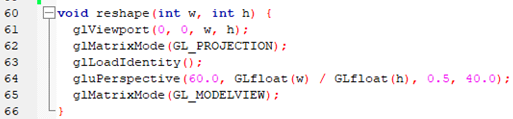 60 void reshape(int w, int h) {
61 glViewport(0, 0, w, h);
62 glMatrixMode(GL_PROJECTION);
63 glLoadIdentity();
64 gluPerspective(60.0, GLfloat(w) / GLfloat(h), 0.5, 40.0);
65 glMatrixMode(GL_MODELVIEW);
66 }